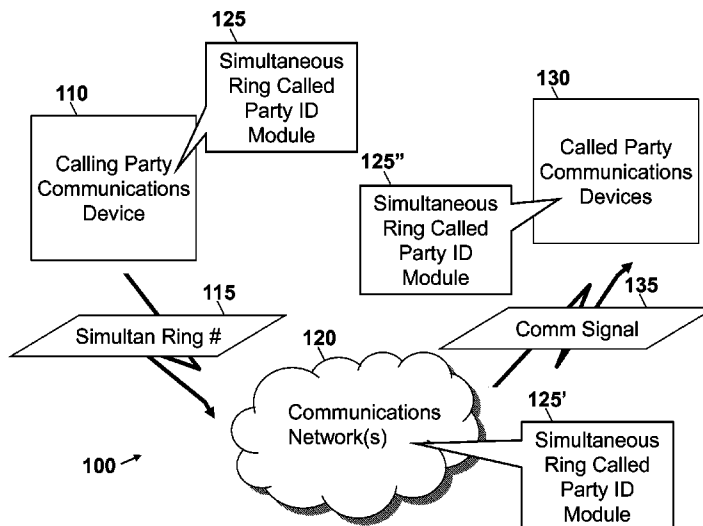 125
Simultaneous
Ring Called
Party ID
Module
110
Calling Party
Communications
Device
130
Called Party
Communications
Devices
125”
Simultaneous
Ring Called
Party ID
Module
115
Simultan Ring #
135
Comm Signal
120
Communications
Network(s)
125’
Simultaneous
Ring Called
Party ID
Module
100